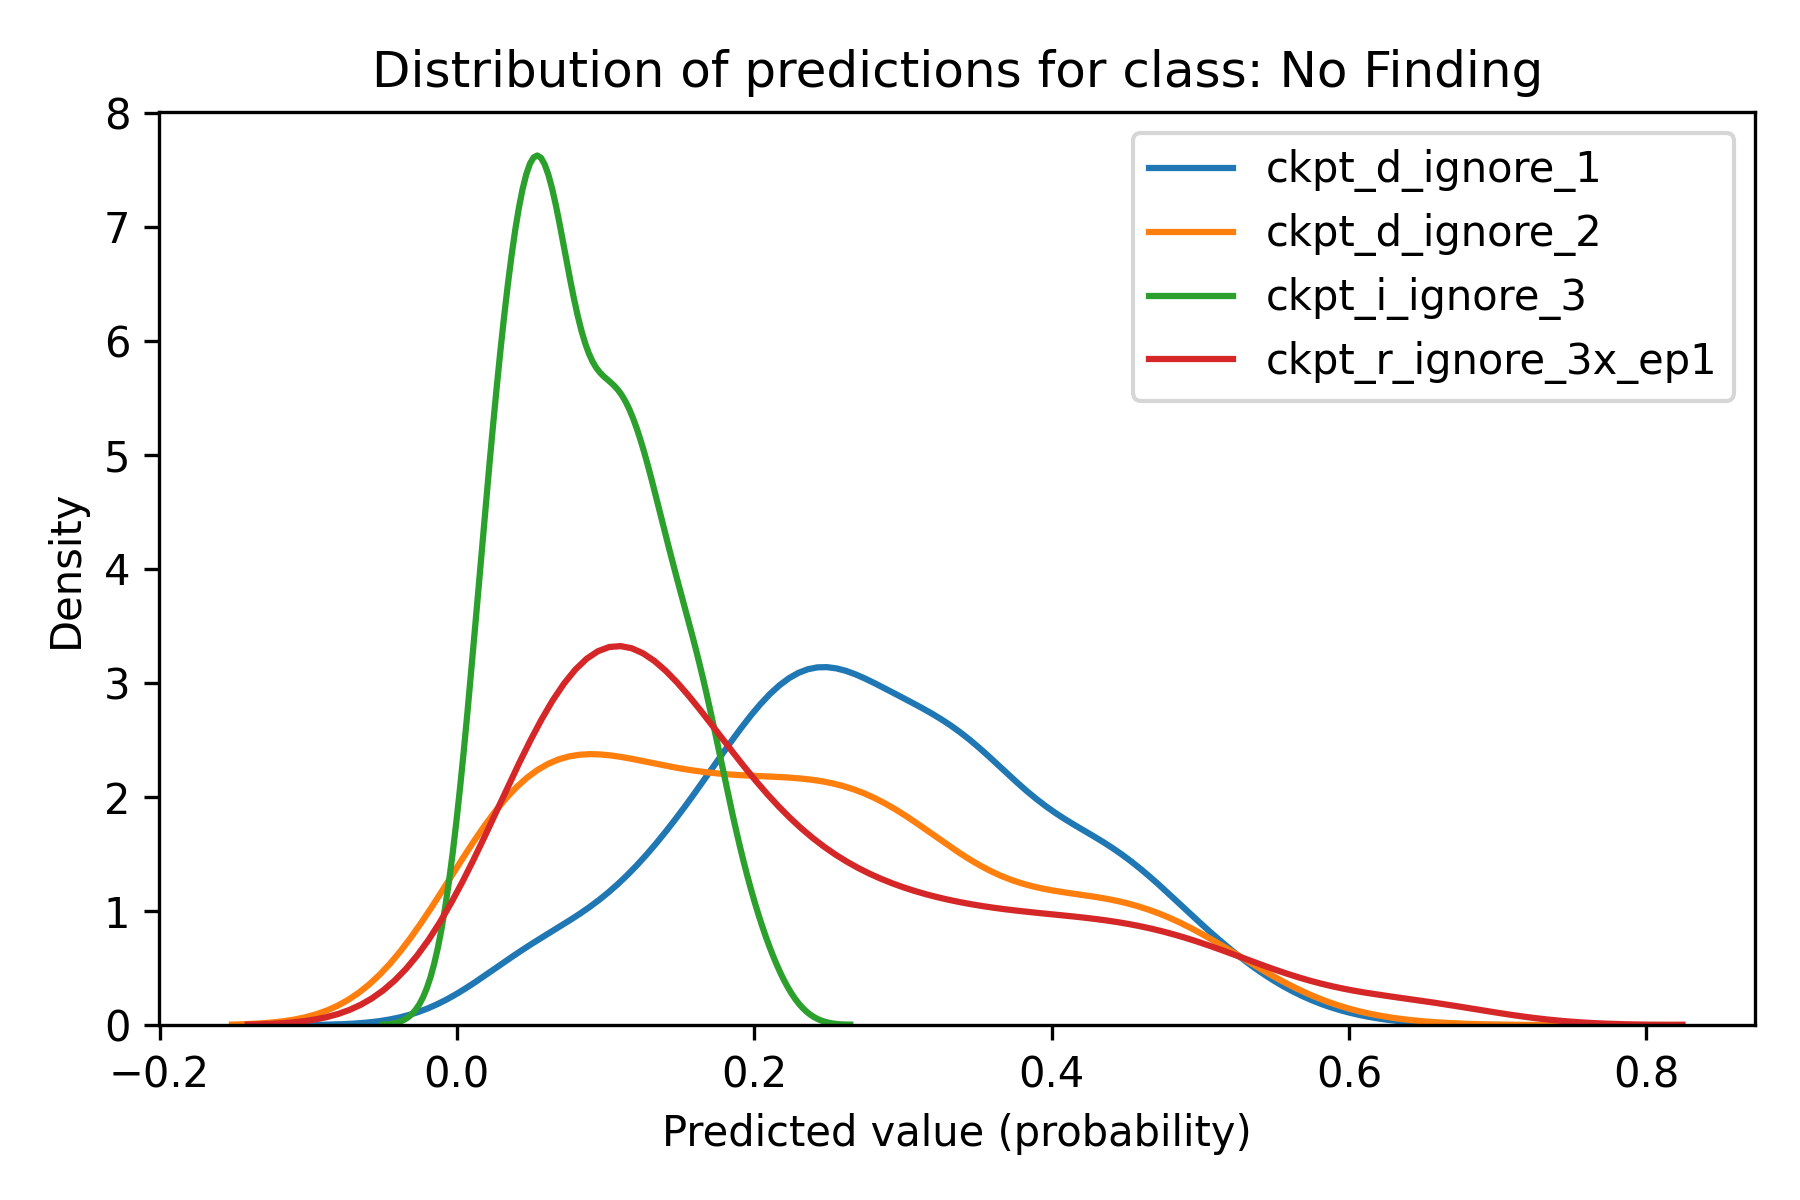 Distribution of predictions for class: No Finding
8
7
6
5
4
3
2
1
0
Density
ckpt_d_ignore_1
ckpt_d_ignore_2
ckpt_i_ignore_3
ckpt_r_ignore_3x_ep1
−0.2 0.0 0.2 0.4 0.6 0.8
Predicted value (probability)